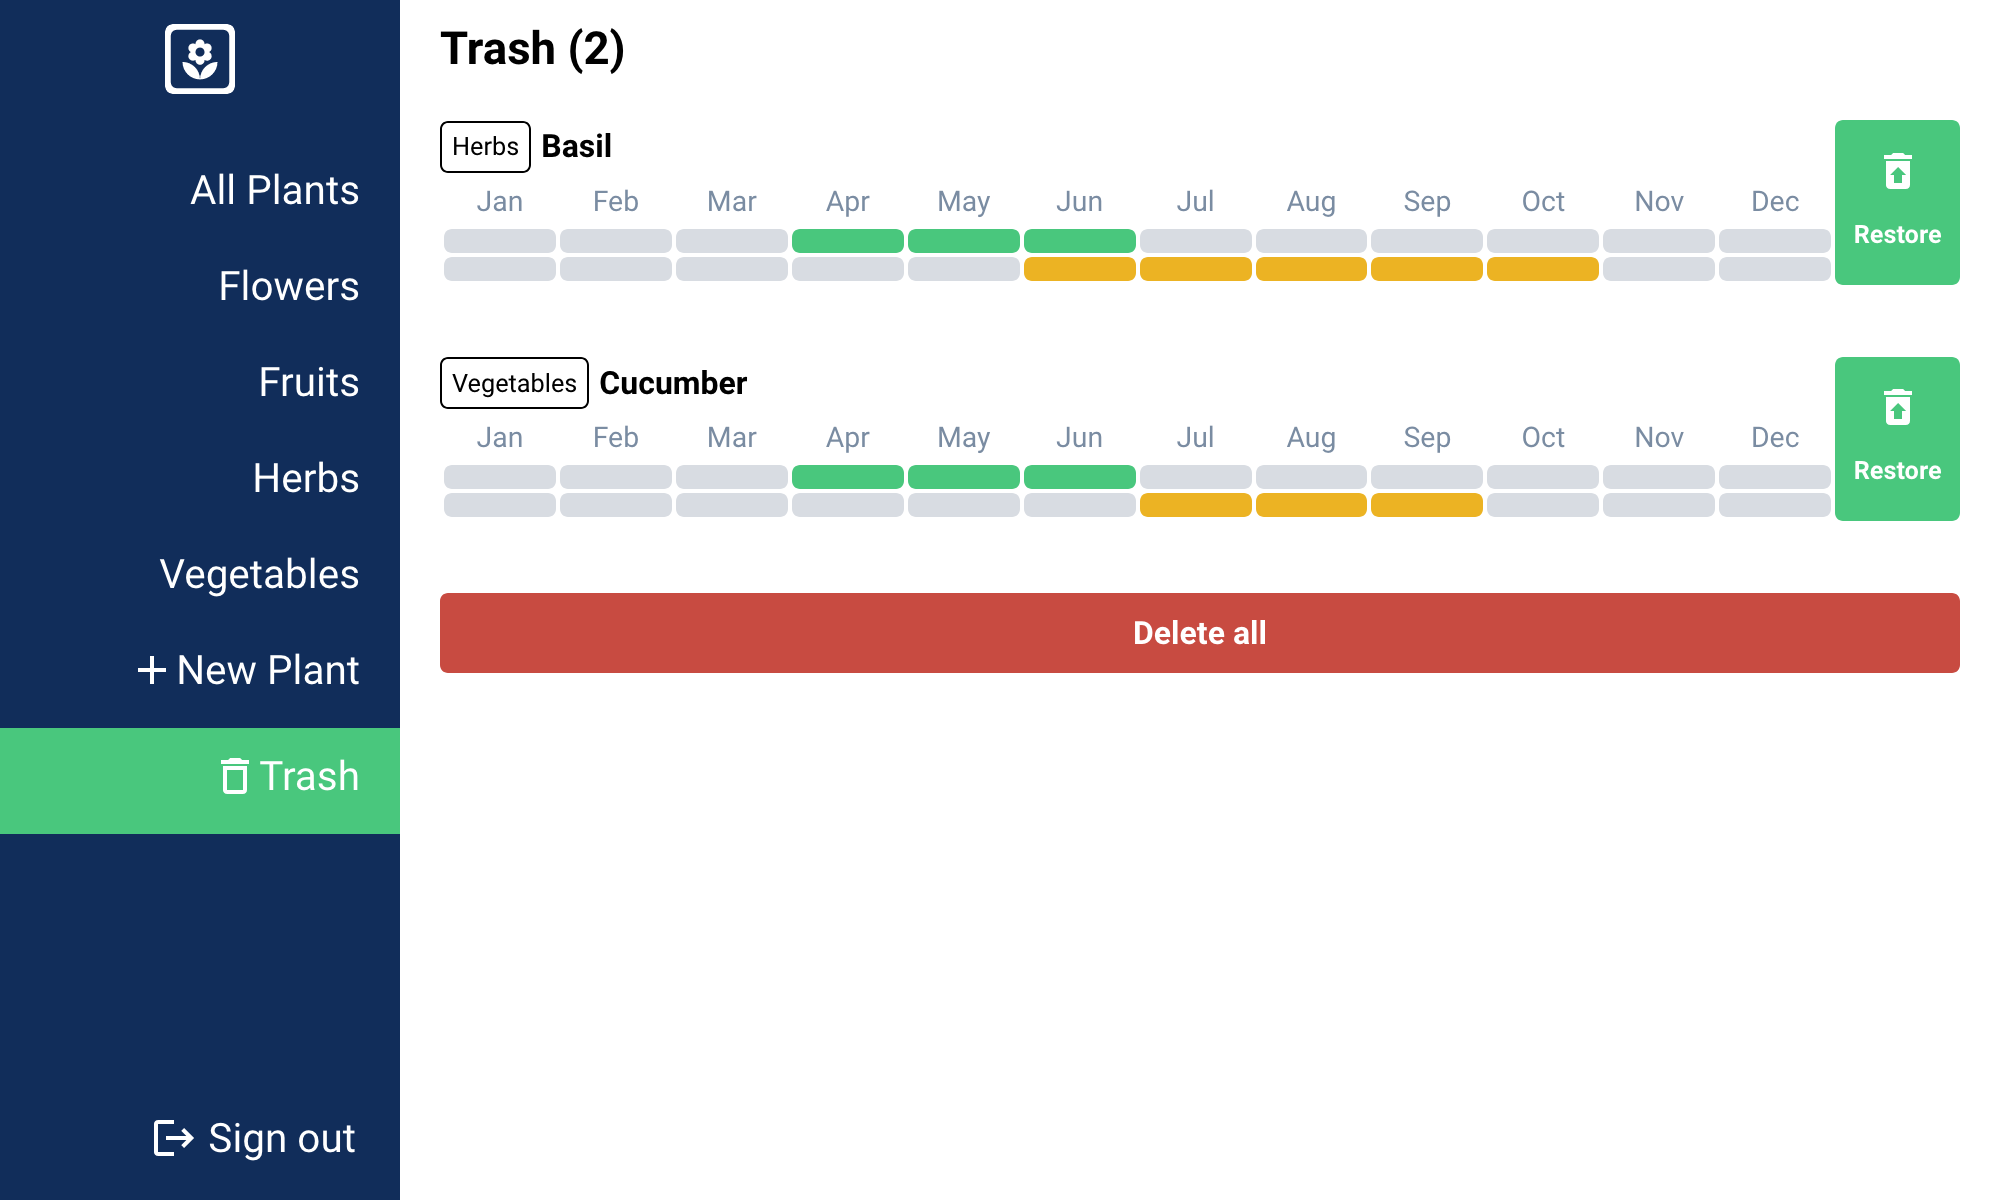 All Plants
Flowers
Fruits
Herbs
Vegetables
New Plant
Trash
Sign out
Trash (2)
Herbs Basil
Jan Feb Mar Apr May Jun Jul Aug Sep Oct Nov Dec
Restore
Vegetables Cucumber
Jan Feb Mar Apr May Jun Jul Aug Sep Oct Nov Dec
Restore
Delete all